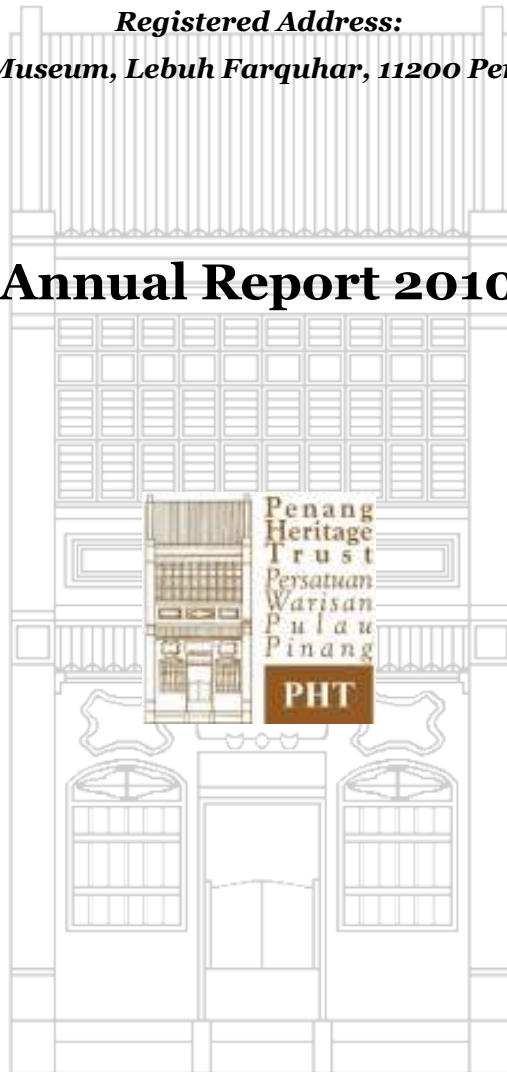 Registered Address:
Museum, Lebuh Farquhar, 11200 Pe
Annual Report 2010
Penang
Heritage
Trust
Persatuan
Warisan
Pulau
Pinang
PHT